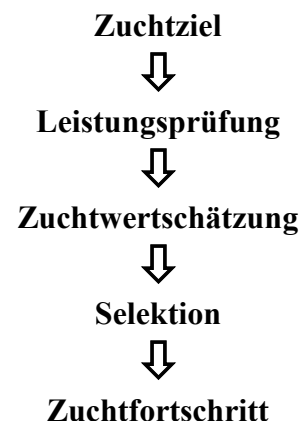 Zuchtziel
Leistungsprüfung
Zuchtwertschätzung
Selektion
Zuchtfortschritt